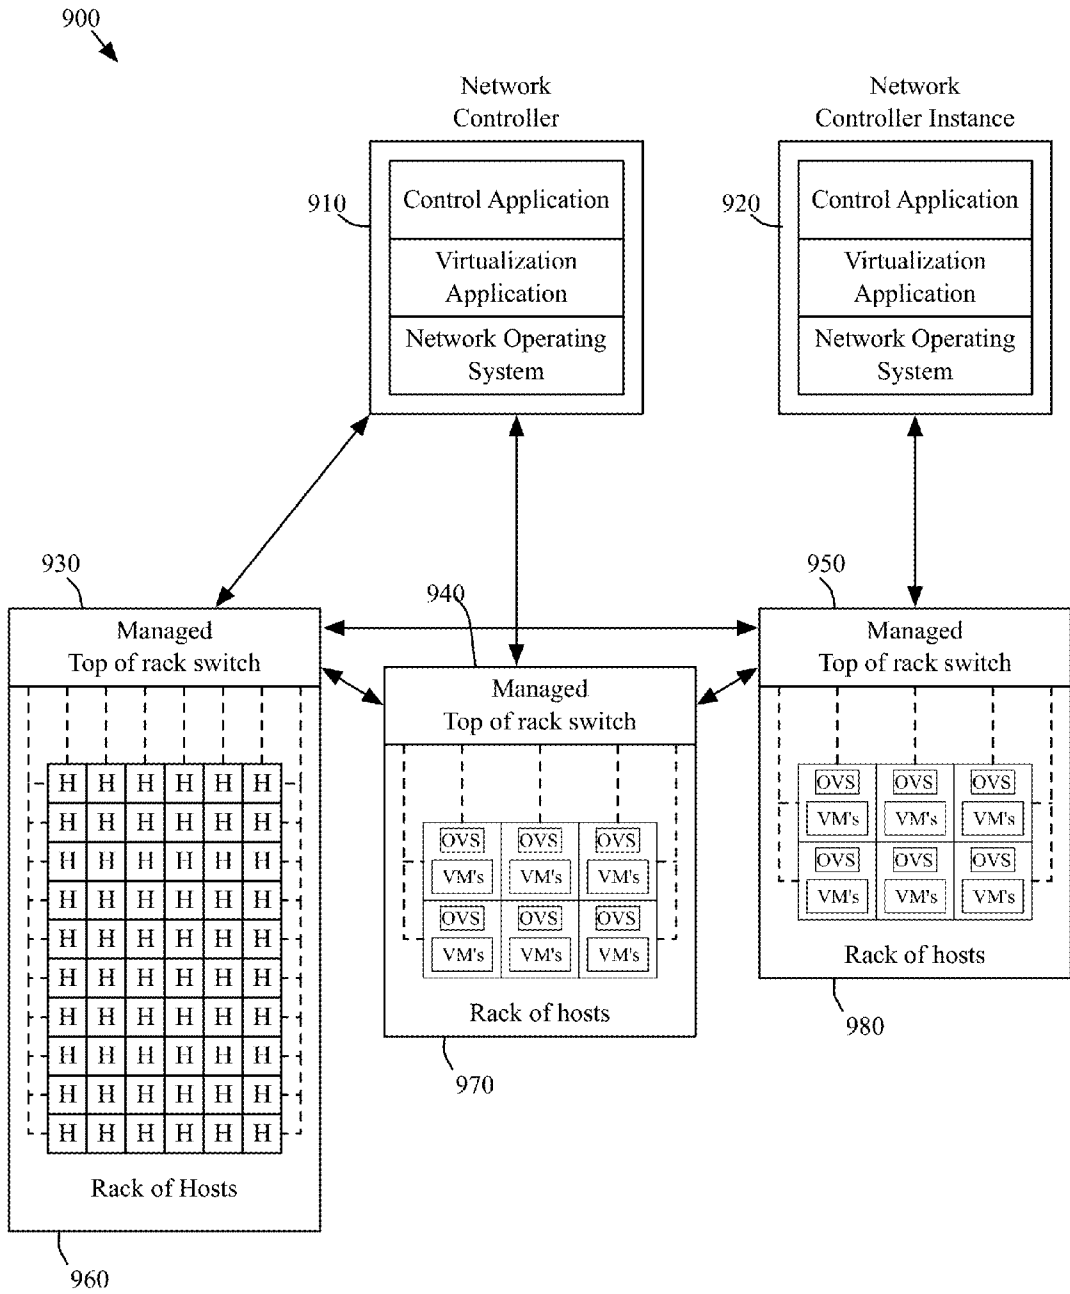 900
Network
Controller
Network
Controller Instance
910
Control Application
Virtualization
Application
Network Operating
System
920
Control Application
Virtualization
Application
Network Operating
System
930
940
950
Managed
Top of rack switch
Managed
Top of rack switch
Managed
Top of rack switch
H H H H H H
H H H H H H
H H H H H H
H H H H H H
H H H H H H
H H H H H H
H H H H H H
H H H H H H
H H H H H H
H H H H H H
Rack of Hosts
960
OVS OVS OVS
VM's VM's VM's
OVS OVS OVS
VM's VM's VM's
Rack of hosts
970
OVS OVS OVS
VM's VM's VM's
OVS OVS OVS
VM's VM's VM's
Rack of hosts
980